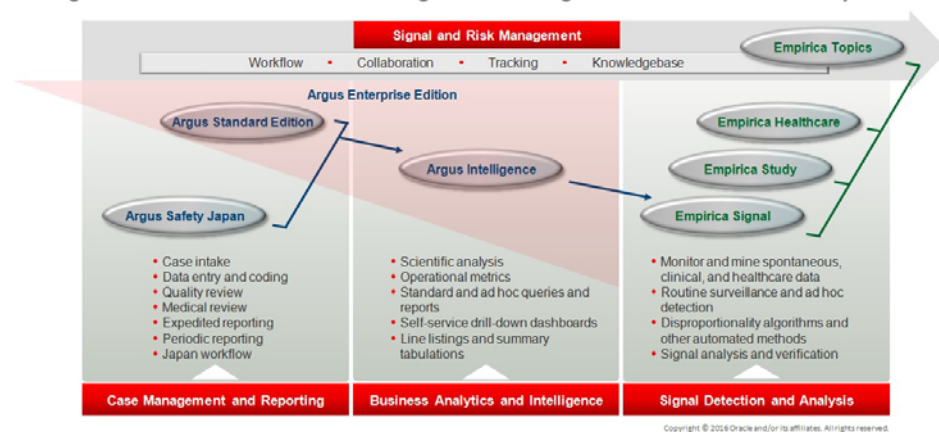 Signal and Risk Management
Empirica Topics
Workflow • Collaboration • Tracking • Knowledgebase
Argus Enterprise Edition
Argus Standard Edition
Empirica Healthcare
Argus Intelligence
Empirica Study
Argus Safety Japan
Empirica Signal
• Case intake
• Data entry and coding
• Quality review
• Medical review
• Expedited reporting
• Periodic reporting
• Japan workflow
• Scientific analysis
• Operational metrics
• Standard and ad hoc queries and
reports
• Self-service drill-down dashboards
• Line listings and summary
tabulations
• Monitor and mine spontaneous,
clinical, and healthcare data
• Routine surveillance and ad hoc
detection
• Disproportionality algorithms and
other automated methods
• Signal analysis and verification
Case Management and Reporting
Business Analytics and Intelligence
Signal Detection and Analysis
Copyright © 2016 Oracle and/or its affiliates. All rights reserved.